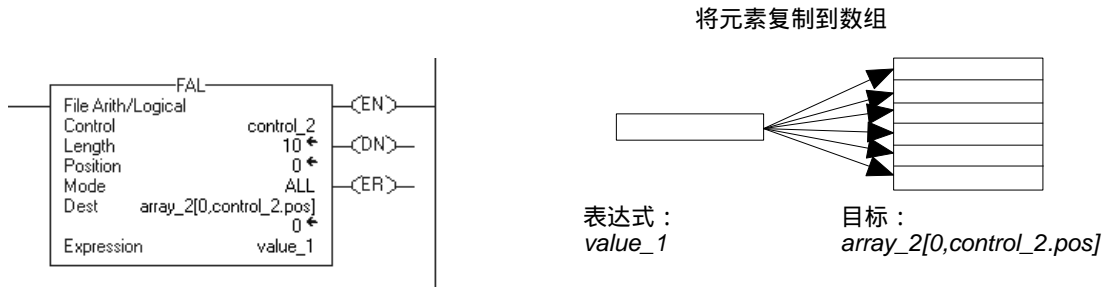 将元素复制到数组
FAL
File Arith/Logical
Control control_2
Length 10
Position 0
Mode ALL
Dest array_2[0,control_2.pos]
0
Expression value_1
EN
DN
ER
表达式：
value_1
目标：
array_2[0,control_2.pos]